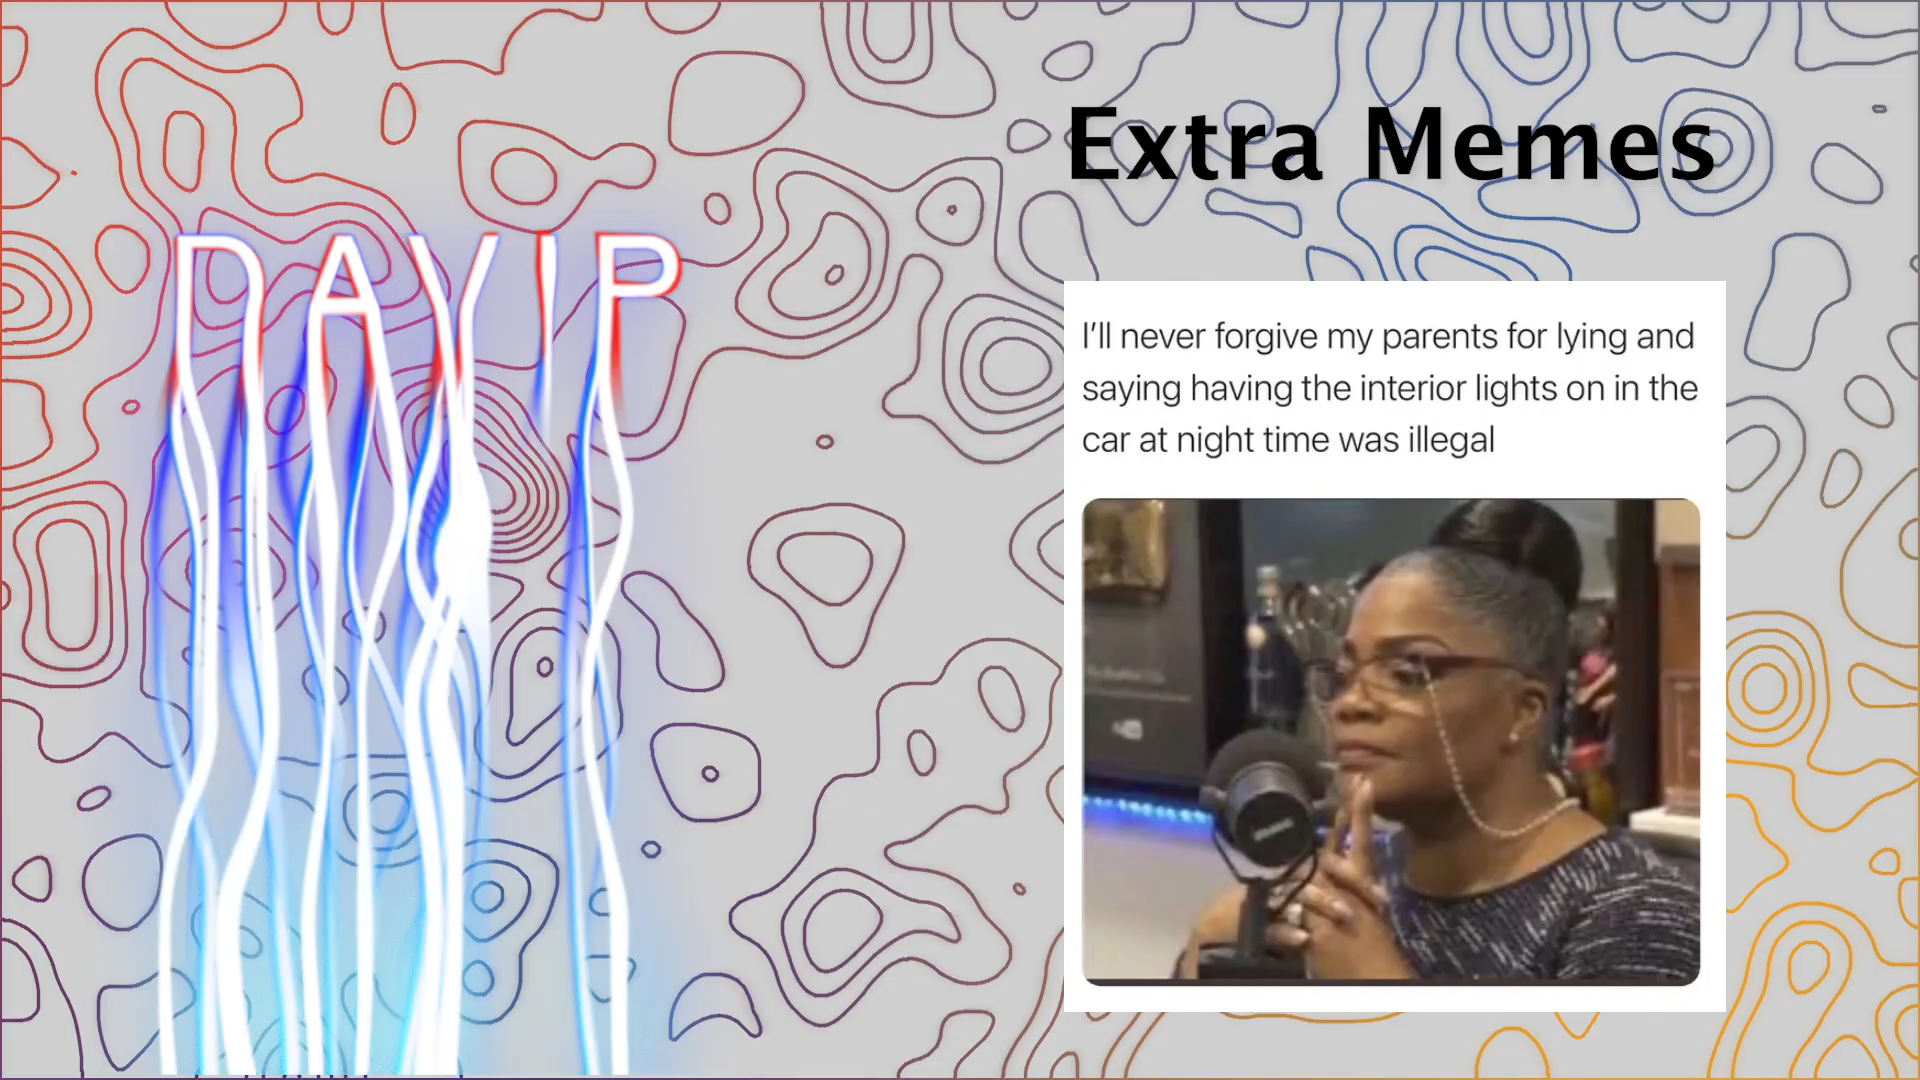 Extra Memes
DAVIP
I'll never forgive my parents for lying and
saying having the interior lights on in the
car at night time was illegal